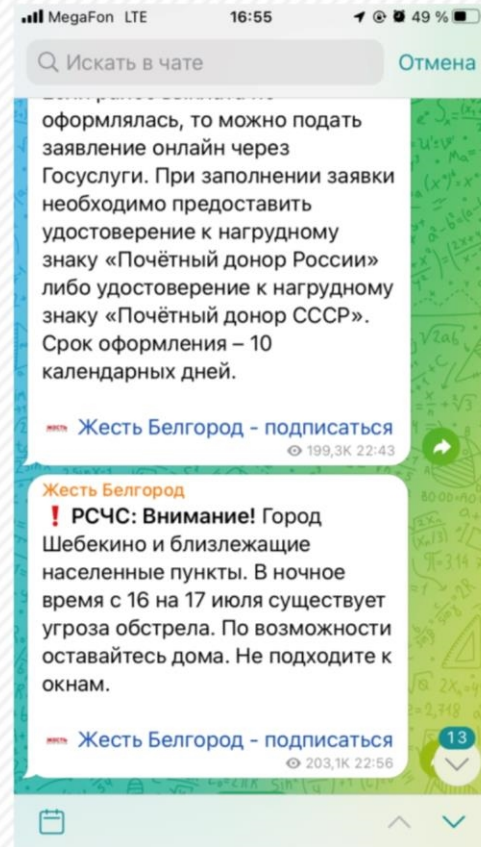 MegaFon LTE 16:55 49 %
Искать в чате Отмена
оформлялась, то можно подать
заявление онлайн через
Госуслуги. При заполнении заявки
необходимо предоставить
удостоверение к нагрудному
знаку «Почётный донор России»
либо удостоверение к нагрудному
знаку «Почётный донор СССР».
Срок оформления – 10
календарных дней.
жесть Жесть Белгород - подписаться
199,3K 22:43
Жесть Белгород
❗ РСЧС: Внимание! Город
Шебекино и близлежащие
населенные пункты. В ночное
время с 16 на 17 июля существует
угроза обстрела. По возможности
оставайтесь дома. Не подходите к
окнам.
жесть Жесть Белгород - подписаться
203,1K 22:56
13